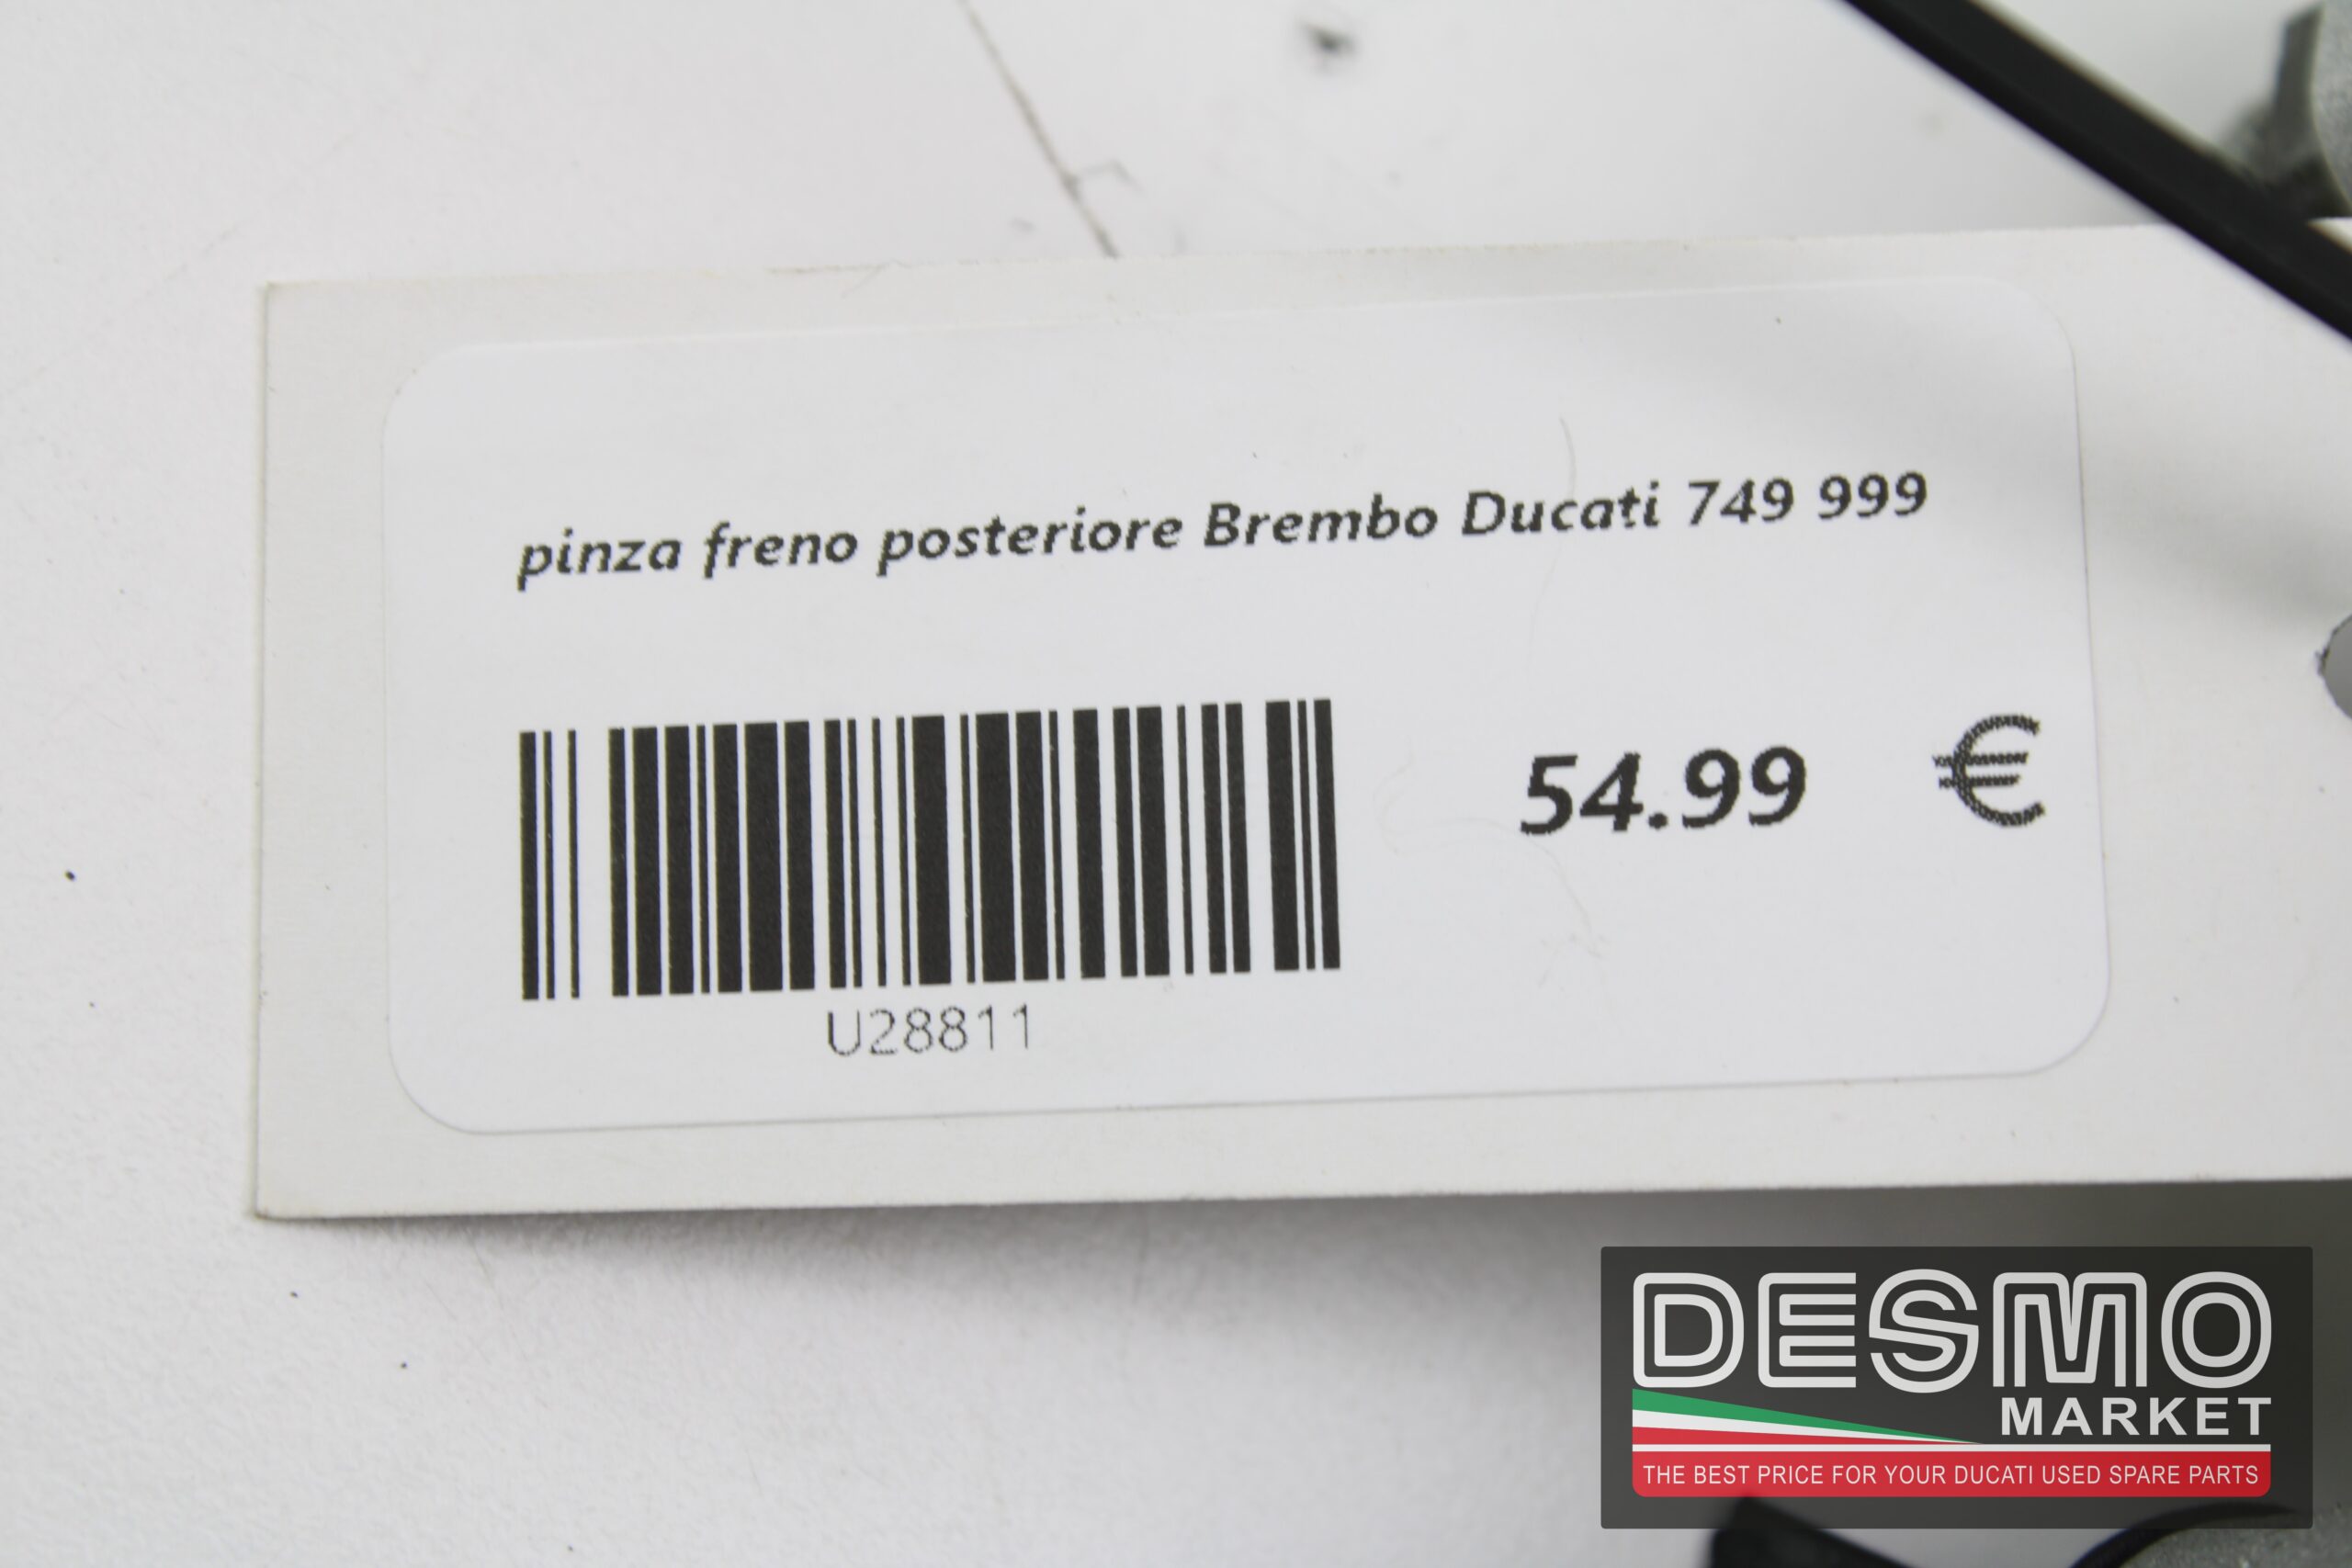 pinza freno posteriore Brembo Ducati 749 999
54.99 €
U28811
DESMO
MARKET
THE BEST PRICE FOR YOUR DUCATI USED SPARE PARTS